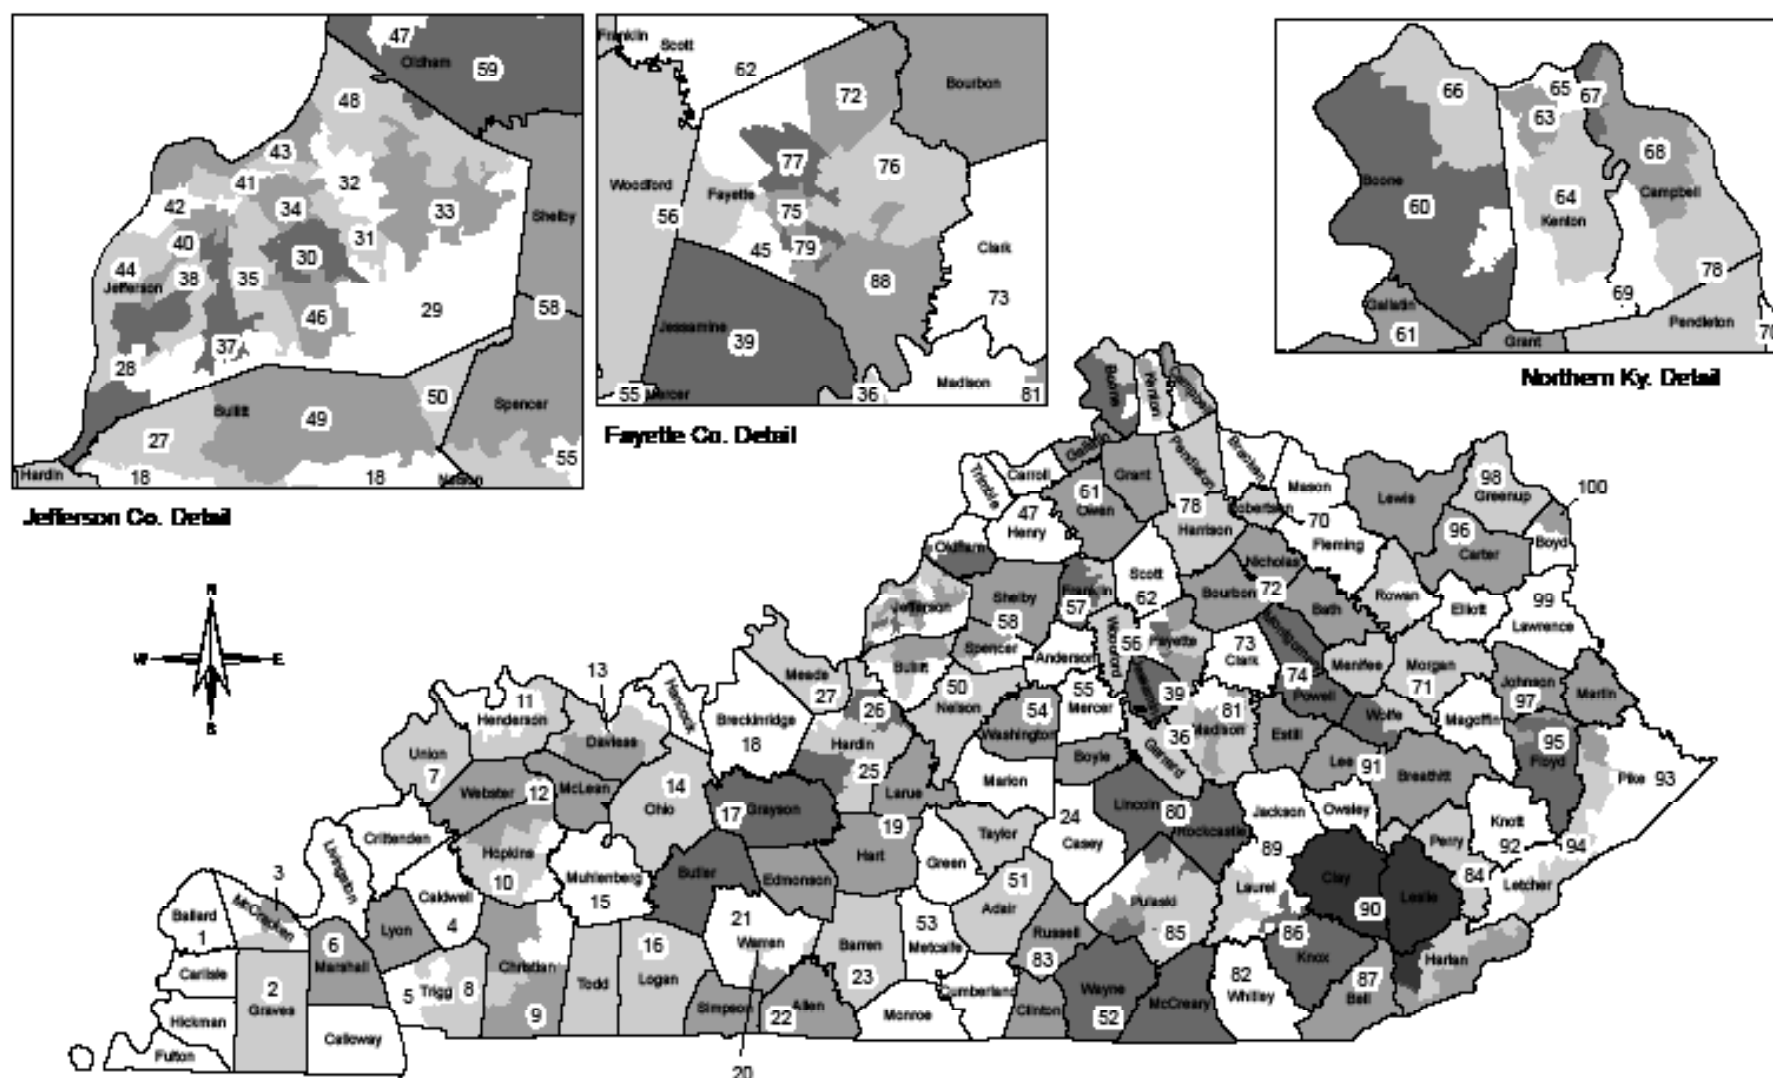 47
Oldham
59
48
43
41
32
42
34
33
Shelby
40
31
44
30
Jefferson
38
35
46
29
58
37
28
50
Bullitt
49
Spencer
27
55
Hardin
18
18
Nelson
Jefferson Co. Detail
Franklin
Scott
62
Bourbon
72
77
76
Woodford
Fayette
56
75
45
79
Clark
88
73
Jessamine
39
Madison
55
Mercer
36
81
Fayette Co. Detail
66
65
67
63
68
Boone
Campbell
60
64
Kenton
78
69
Gallatin
61
Grant
Pendleton
70
Northern Ky. Detail
Boone
Kenton
Campbell
Gallatin
Carroll
Trimble
Grant
Pendleton
Bracken
Mason
Lewis
98
Greenup
100
61
Owen
47
Henry
78
Harrison
Robertson
70
Fleming
96
Carter
Boyd
Oldham
Scott
62
Nicholas
72
Bourbon
Bath
Rowan
Elliott
99
Lawrence
Jefferson
Shelby
58
Franklin
57
Woodford
56
Fayette
73
Clark
Montgomery
74
Menifee
Morgan
71
Johnson
97
Martin
Spencer
Anderson
Bullitt
N
W
E
S
13
Meade
27
50
Nelson
54
Washington
55
Mercer
Jessamine
39
81
Madison
36
Garrard
Powell
Estill
Wolfe
Magoffin
95
Floyd
Pike
93
11
Henderson
Hancock
Breckinridge
18
26
Hardin
25
Daviess
Union
7
Webster
12
McLean
14
Ohio
17
Grayson
Larue
Marion
Boyle
Lincoln
80
Rockcastle
Lee
91
Breathitt
Jackson
Owsley
Knott
92
94
Crittenden
Livingston
Hopkins
10
Muhlenberg
15
Butler
Edmonson
19
Hart
Green
Taylor
24
Casey
89
Laurel
Clay
90
Leslie
Perry
84
Letcher
3
McCracken
Ballard
1
Caldwell
4
Lyon
6
Marshall
21
Warren
Barren
23
53
Metcalfe
51
Adair
Russell
83
Pulaski
85
86
Knox
Harlan
Carlisle
2
Graves
5
Trigg
8
Christian
9
Todd
16
Logan
Simpson
22
Allen
Monroe
Cumberland
Clinton
Wayne
52
McCreary
82
Whitley
87
Bell
Hickman
Fulton
Calloway
20